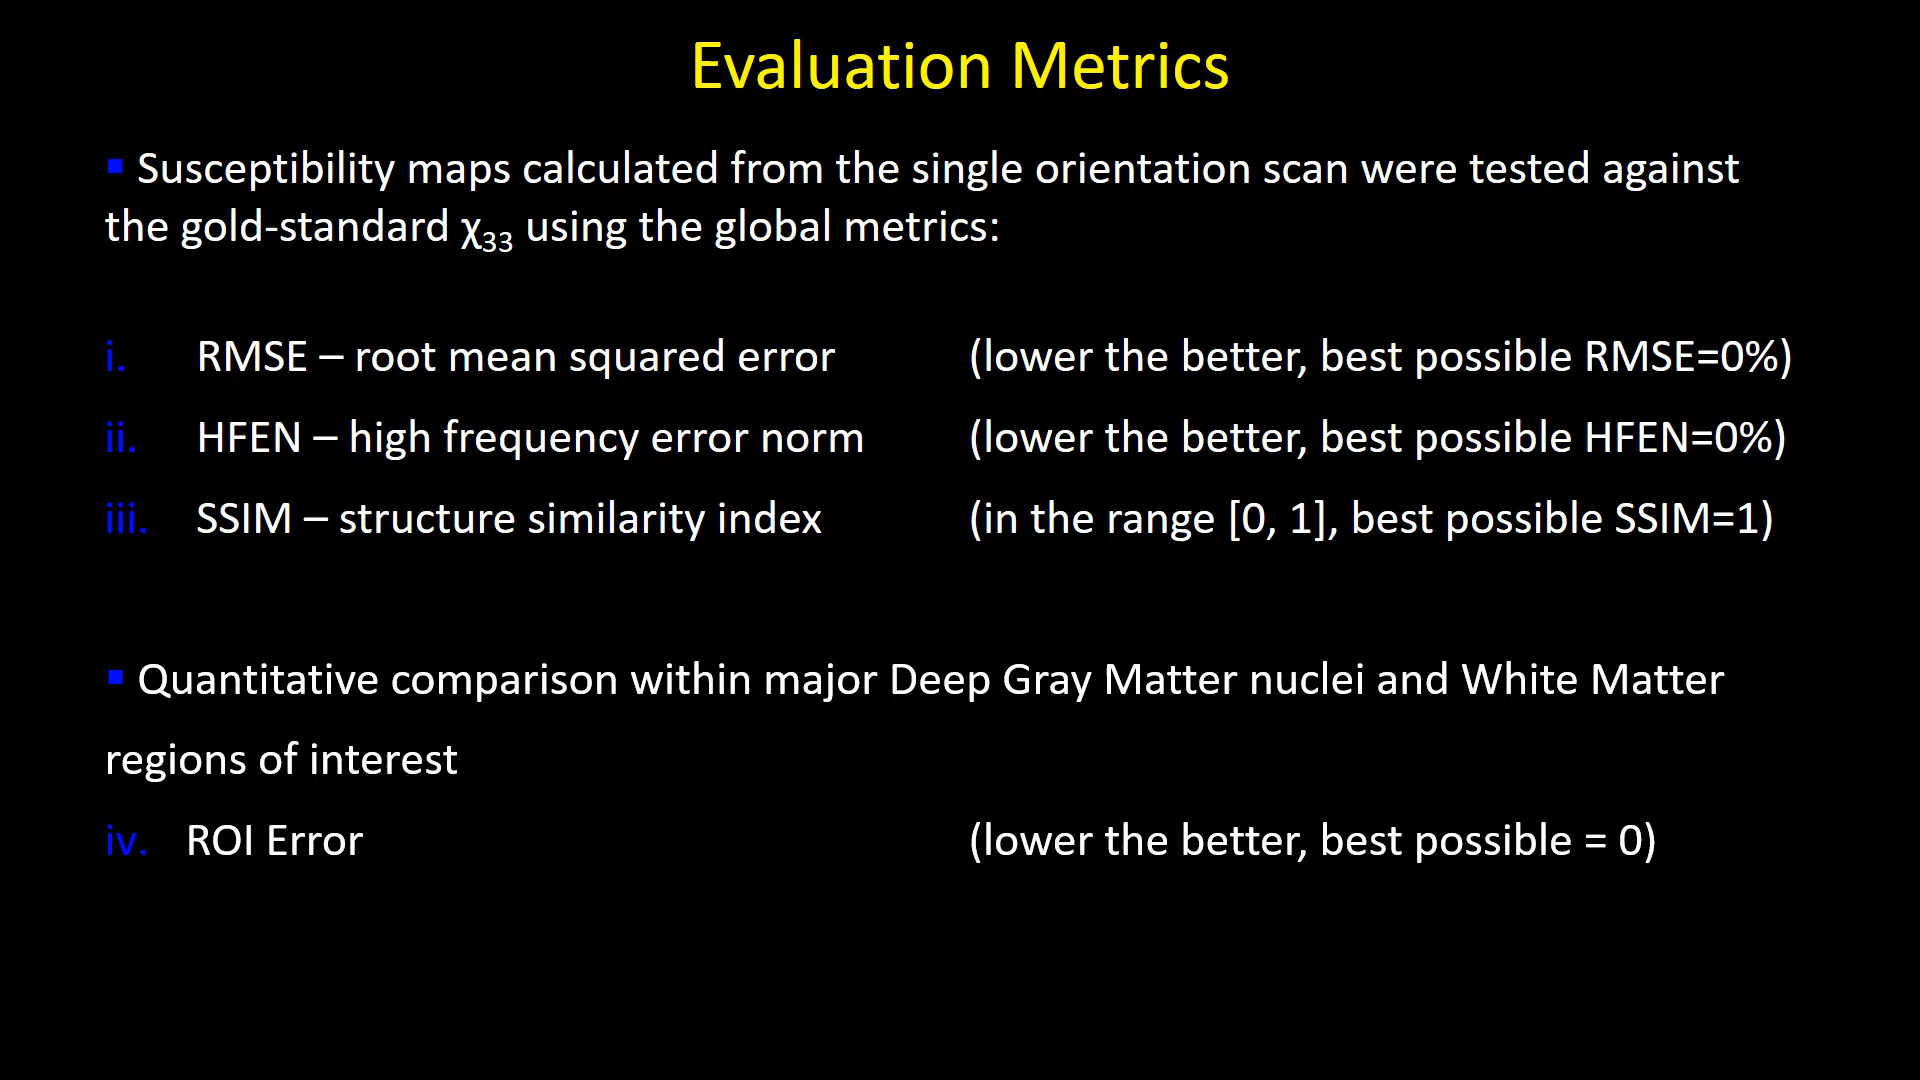 Evaluation Metrics
▪ Susceptibility maps calculated from the single orientation scan were tested against
the gold-standard χ₃₃ using the global metrics:
i. RMSE – root mean squared error (lower the better, best possible RMSE=0%)
ii. HFEN – high frequency error norm (lower the better, best possible HFEN=0%)
iii. SSIM – structure similarity index (in the range [0, 1], best possible SSIM=1)
▪ Quantitative comparison within major Deep Gray Matter nuclei and White Matter
regions of interest
iv. ROI Error (lower the better, best possible = 0)